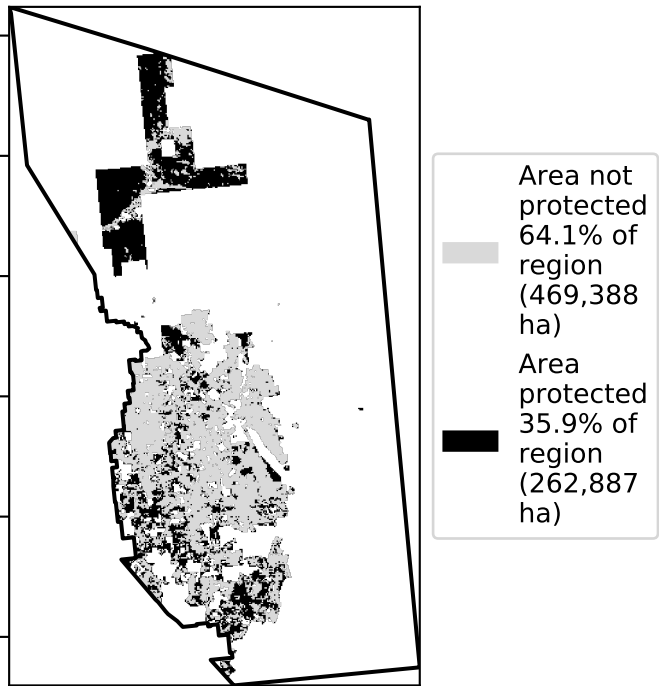 Area not
protected
64.1% of
region
(469,388
ha)
Area
protected
35.9% of
region
(262,887
ha)